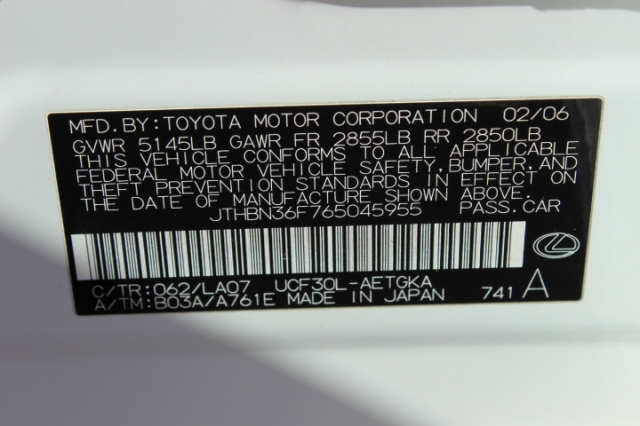 MFD.BY:TOYOTA MOTOR CORPORATION 02/06
GVWR 5145LB GAWR FR 2855LB RR 2850LB
THIS VEHICLE CONFORMS TO ALL APPLICABLE
FEDERAL MOTOR VEHICLE SAFETY,BUMPER,AND
THEFT PREVENTION STANDARDS IN EFFECT ON
THE DATE OF MANUFACTURE SHOWN ABOVE.
JTHBN36F765045955 PASS.CAR
C/TR:062/LA07 UCF30L-AETGKA
A/TM:B03A/A761E MADE IN JAPAN 741 A